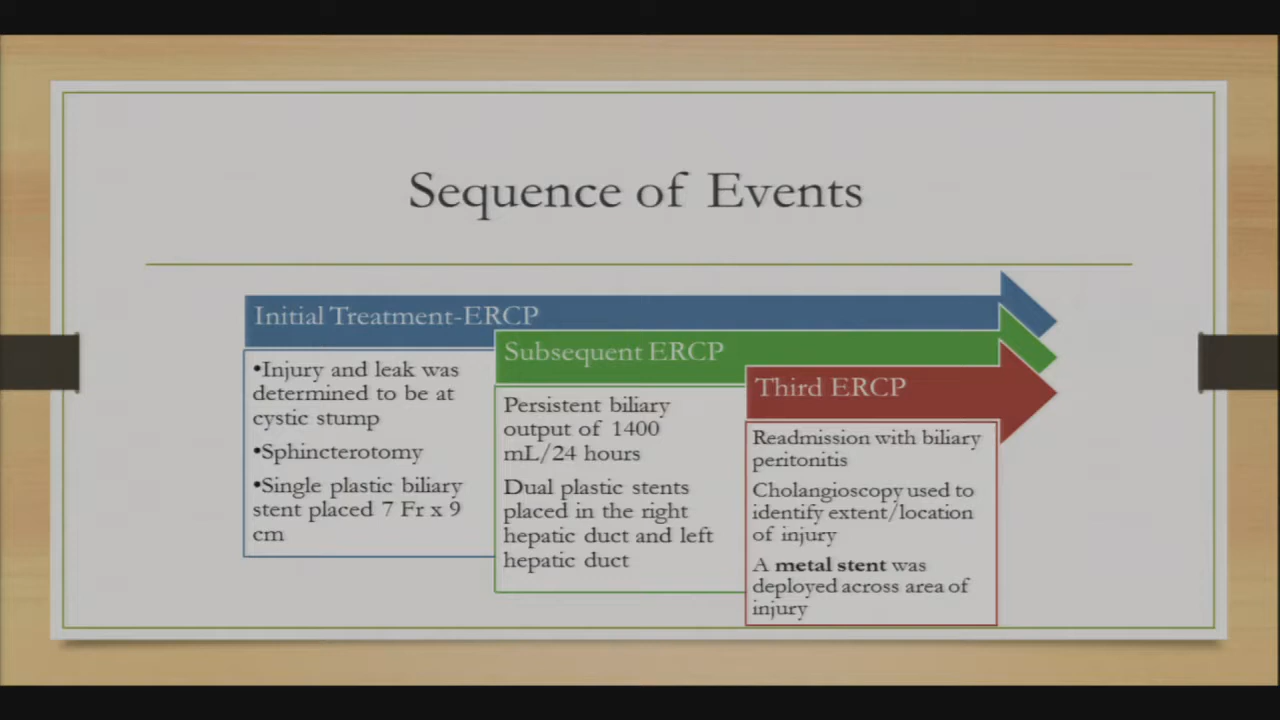 Sequence of Events
Initial Treatment-ERCP
•Injury and leak was
determined to be at
cystic stump
•Sphincterotomy
•Single plastic biliary
stent placed 7 Fr x 9
cm
Subsequent ERCP
Persistent biliary
output of 1400
mL/24 hours
Dual plastic stents
placed in the right
hepatic duct and left
hepatic duct
Third ERCP
Readmission with biliary
peritonitis
Cholangioscopy used to
identify extent/location
of injury
A metal stent was
deployed across area of
injury